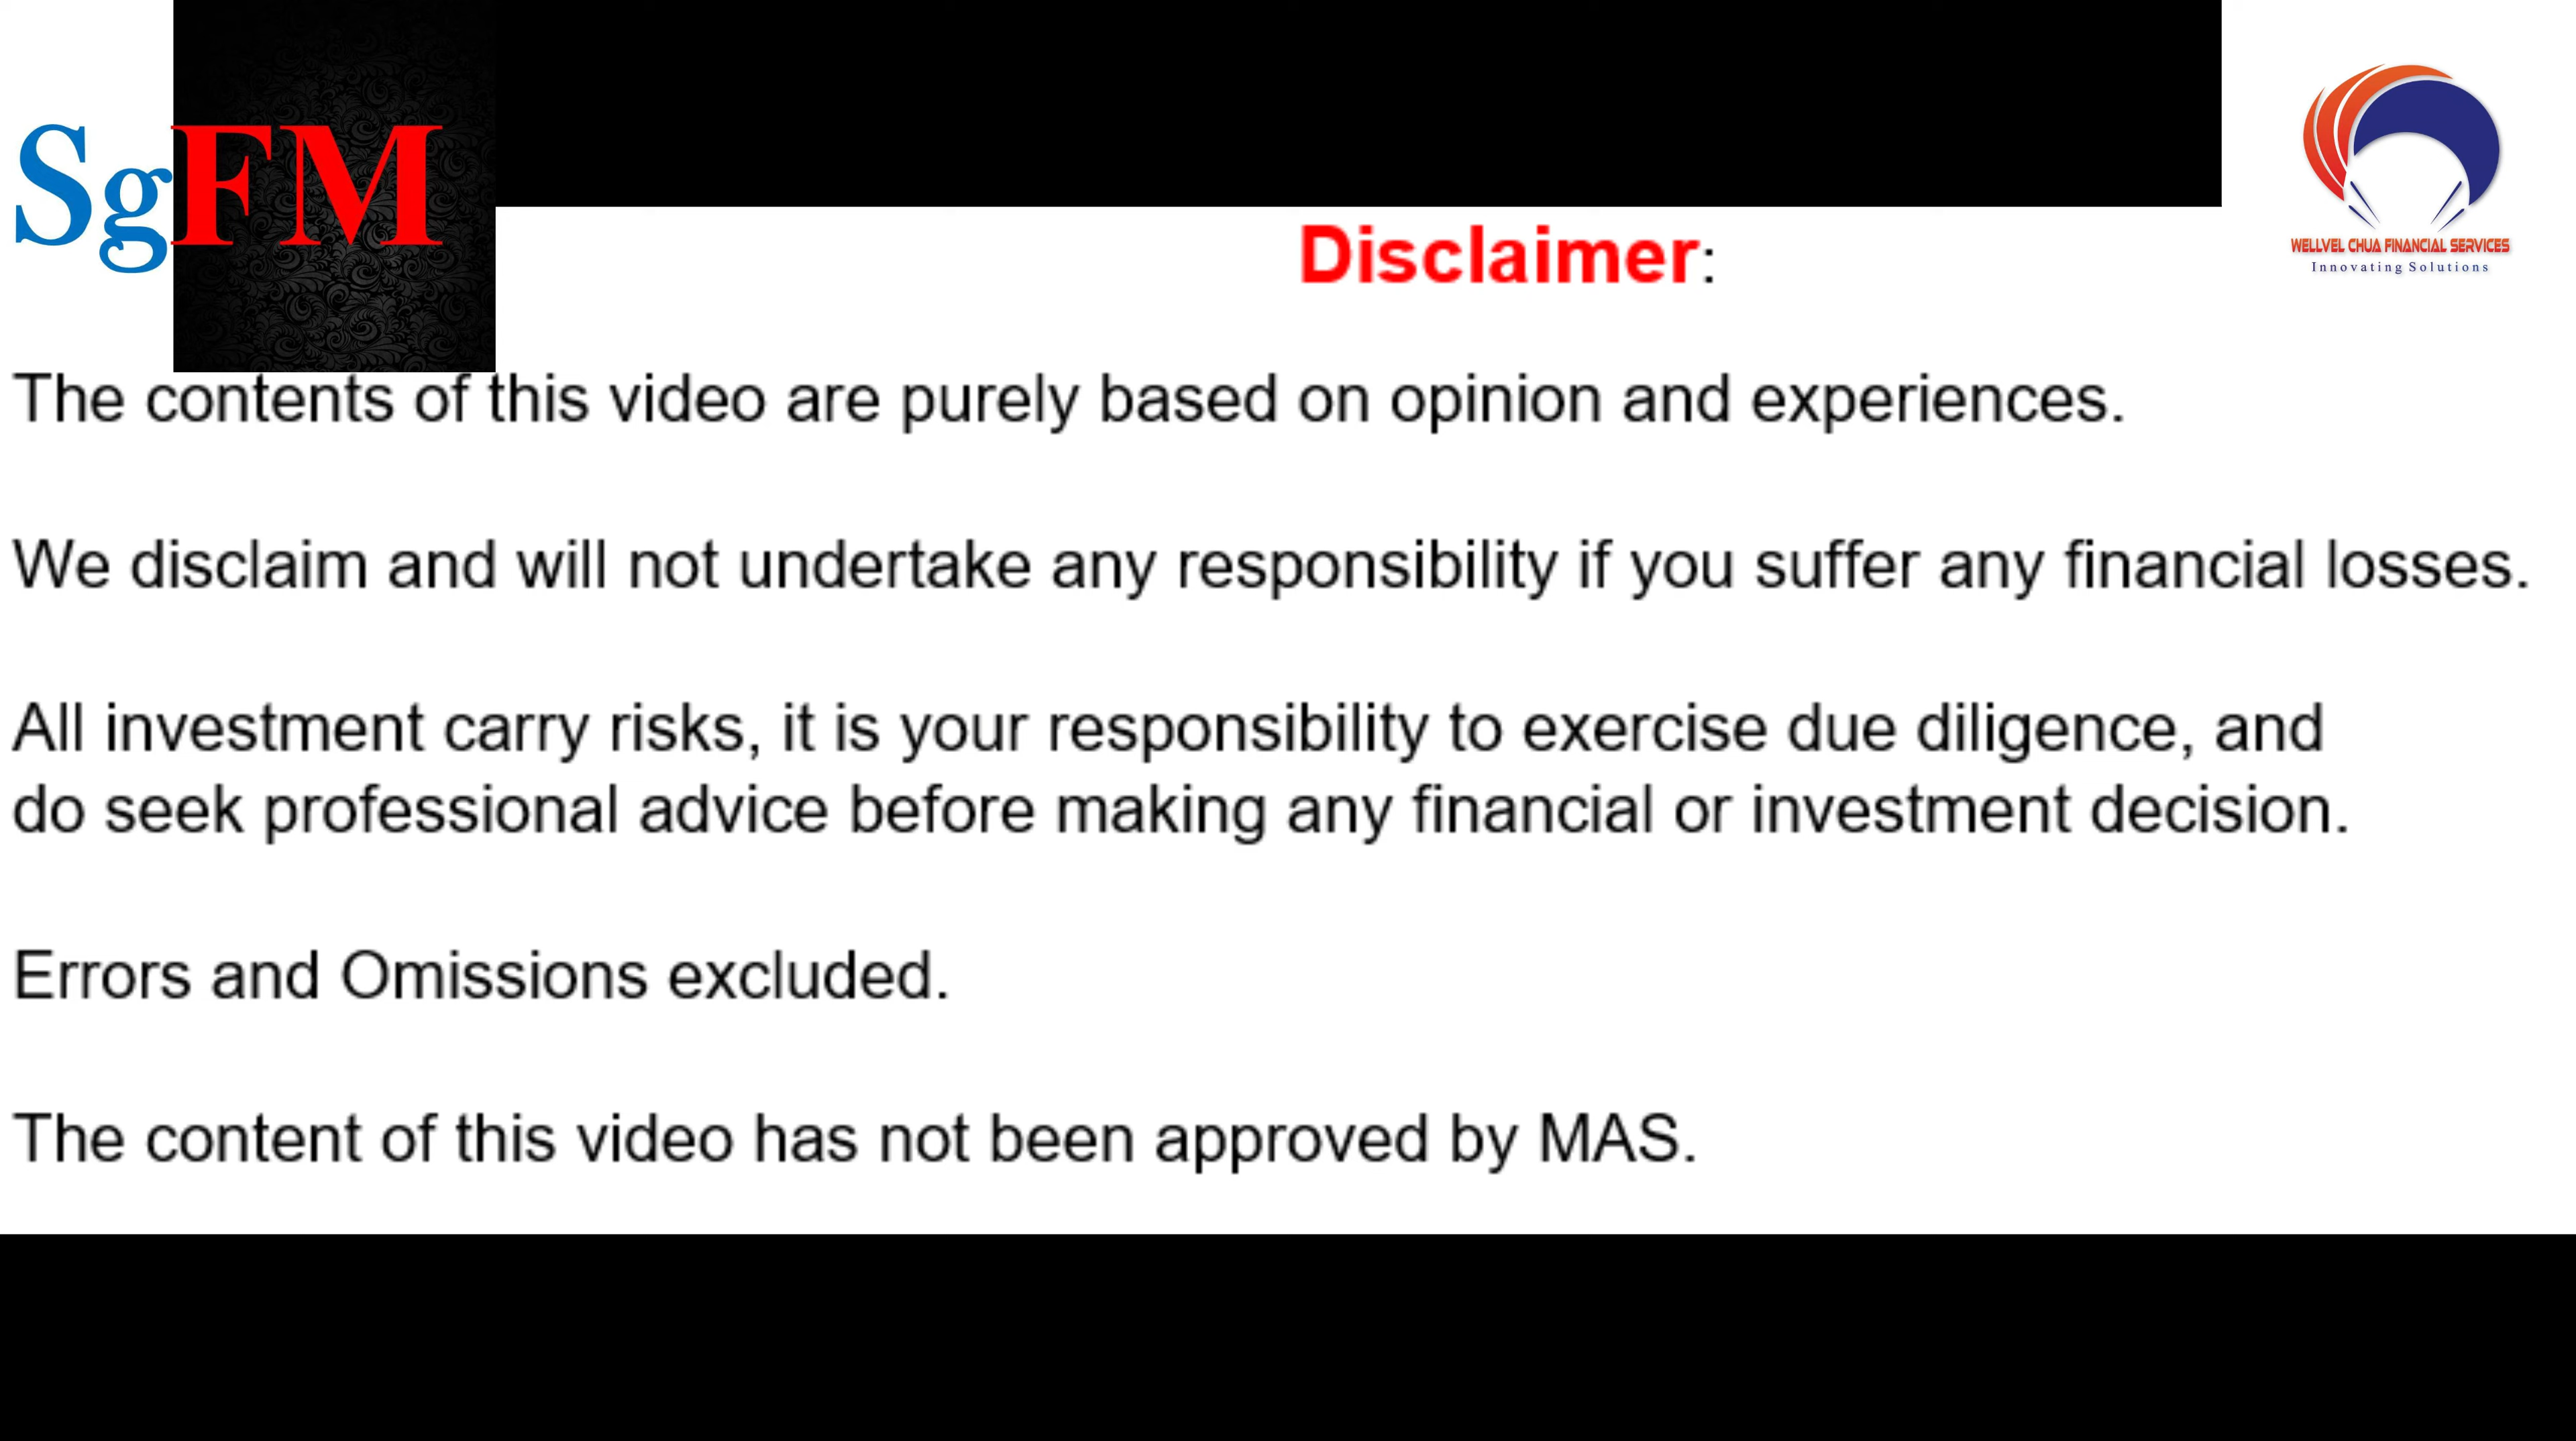 SgFM
WELLVEL CHUA FINANCIAL SERVICES
Innovating Solutions
Disclaimer:
The contents of this video are purely based on opinion and experiences.
We disclaim and will not undertake any responsibility if you suffer any financial losses.
All investment carry risks, it is your responsibility to exercise due diligence, and
do seek professional advice before making any financial or investment decision.
Errors and Omissions excluded.
The content of this video has not been approved by MAS.